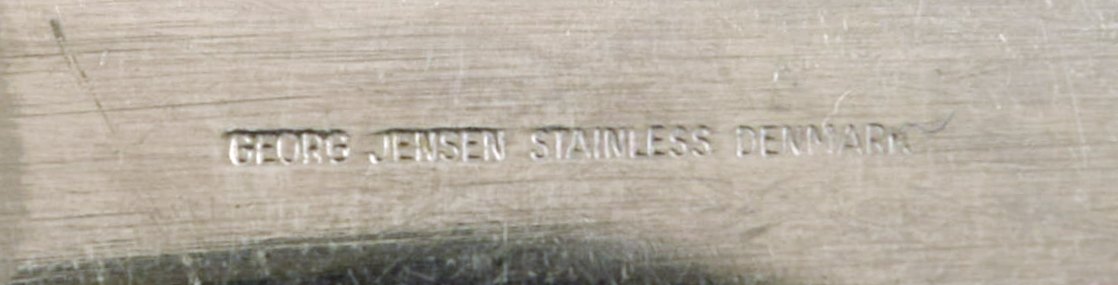 GEORG JENSEN STAINLESS DENMARK